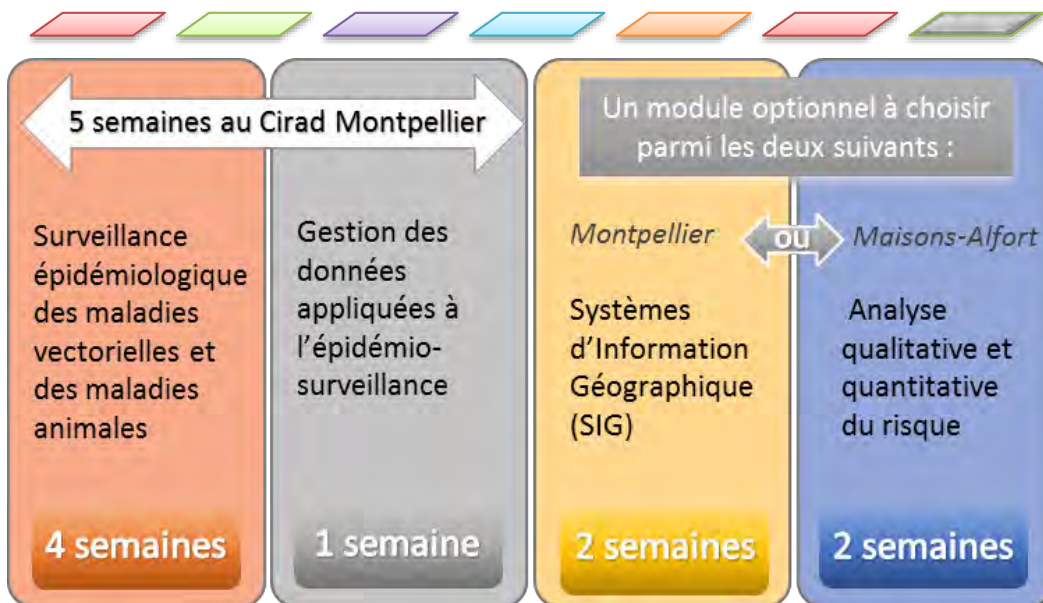 5 semaines au Cirad Montpellier
Surveillance
épidémiologique
des maladies
vectorielles et
des maladies
animales
4 semaines
Gestion des
données
appliquées à
l'épidémio-
surveillance
1 semaine
Un module optionnel à choisir
parmi les deux suivants :
Montpellier ou Maisons-Alfort
Systèmes
d'Information
Géographique
(SIG)
2 semaines
Analyse
qualitative et
quantitative
du risque
2 semaines